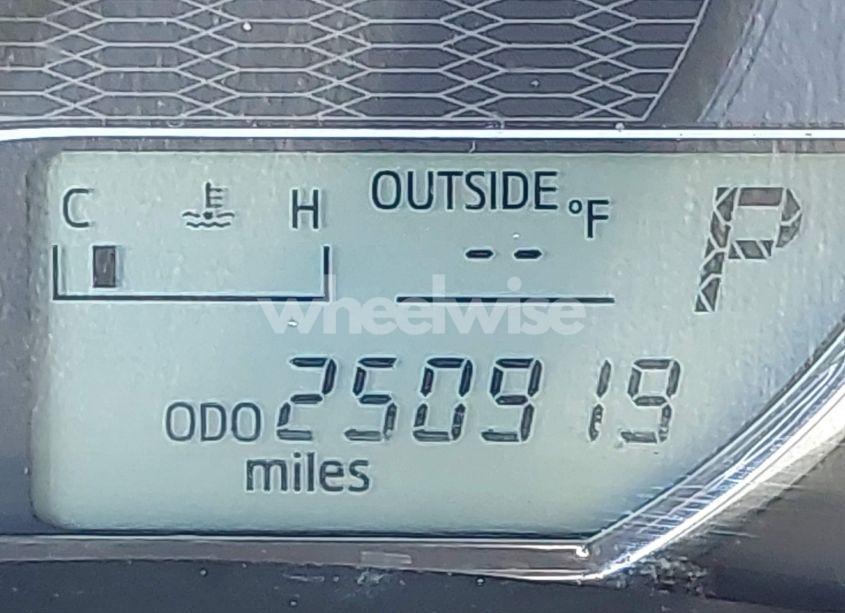 C H
OUTSIDE °F
--
P
wheelwise
ODO 250919
miles